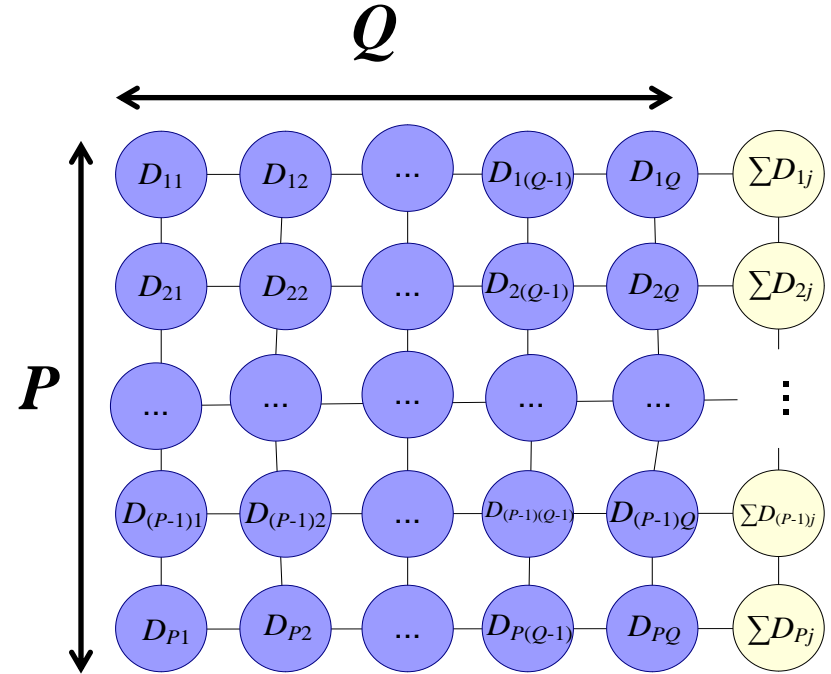 Q
P
D11 D12 ... D1(Q-1) D1Q ∑D1j
D21 D22 ... D2(Q-1) D2Q ∑D2j
... ... ... ... ... ⋮
D(P-1)1 D(P-1)2 ... D(P-1)(Q-1) D(P-1)Q ∑D(P-1)j
DP1 DP2 ... DP(Q-1) DPQ ∑DPj